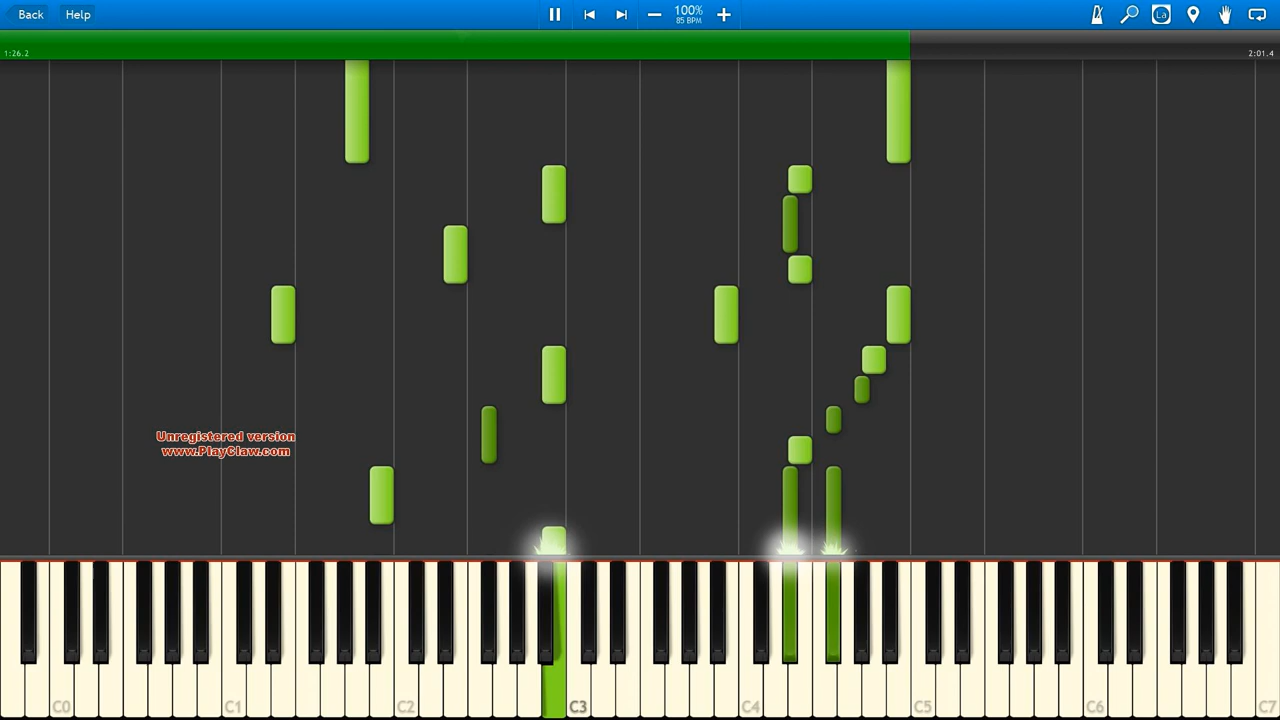 Back Help 100% La
85 BPM
1:26.2 2:01.4
Unregistered version
www.PlayClaw.com
C0 C1 C2 C3 C4 C5 C6 C7